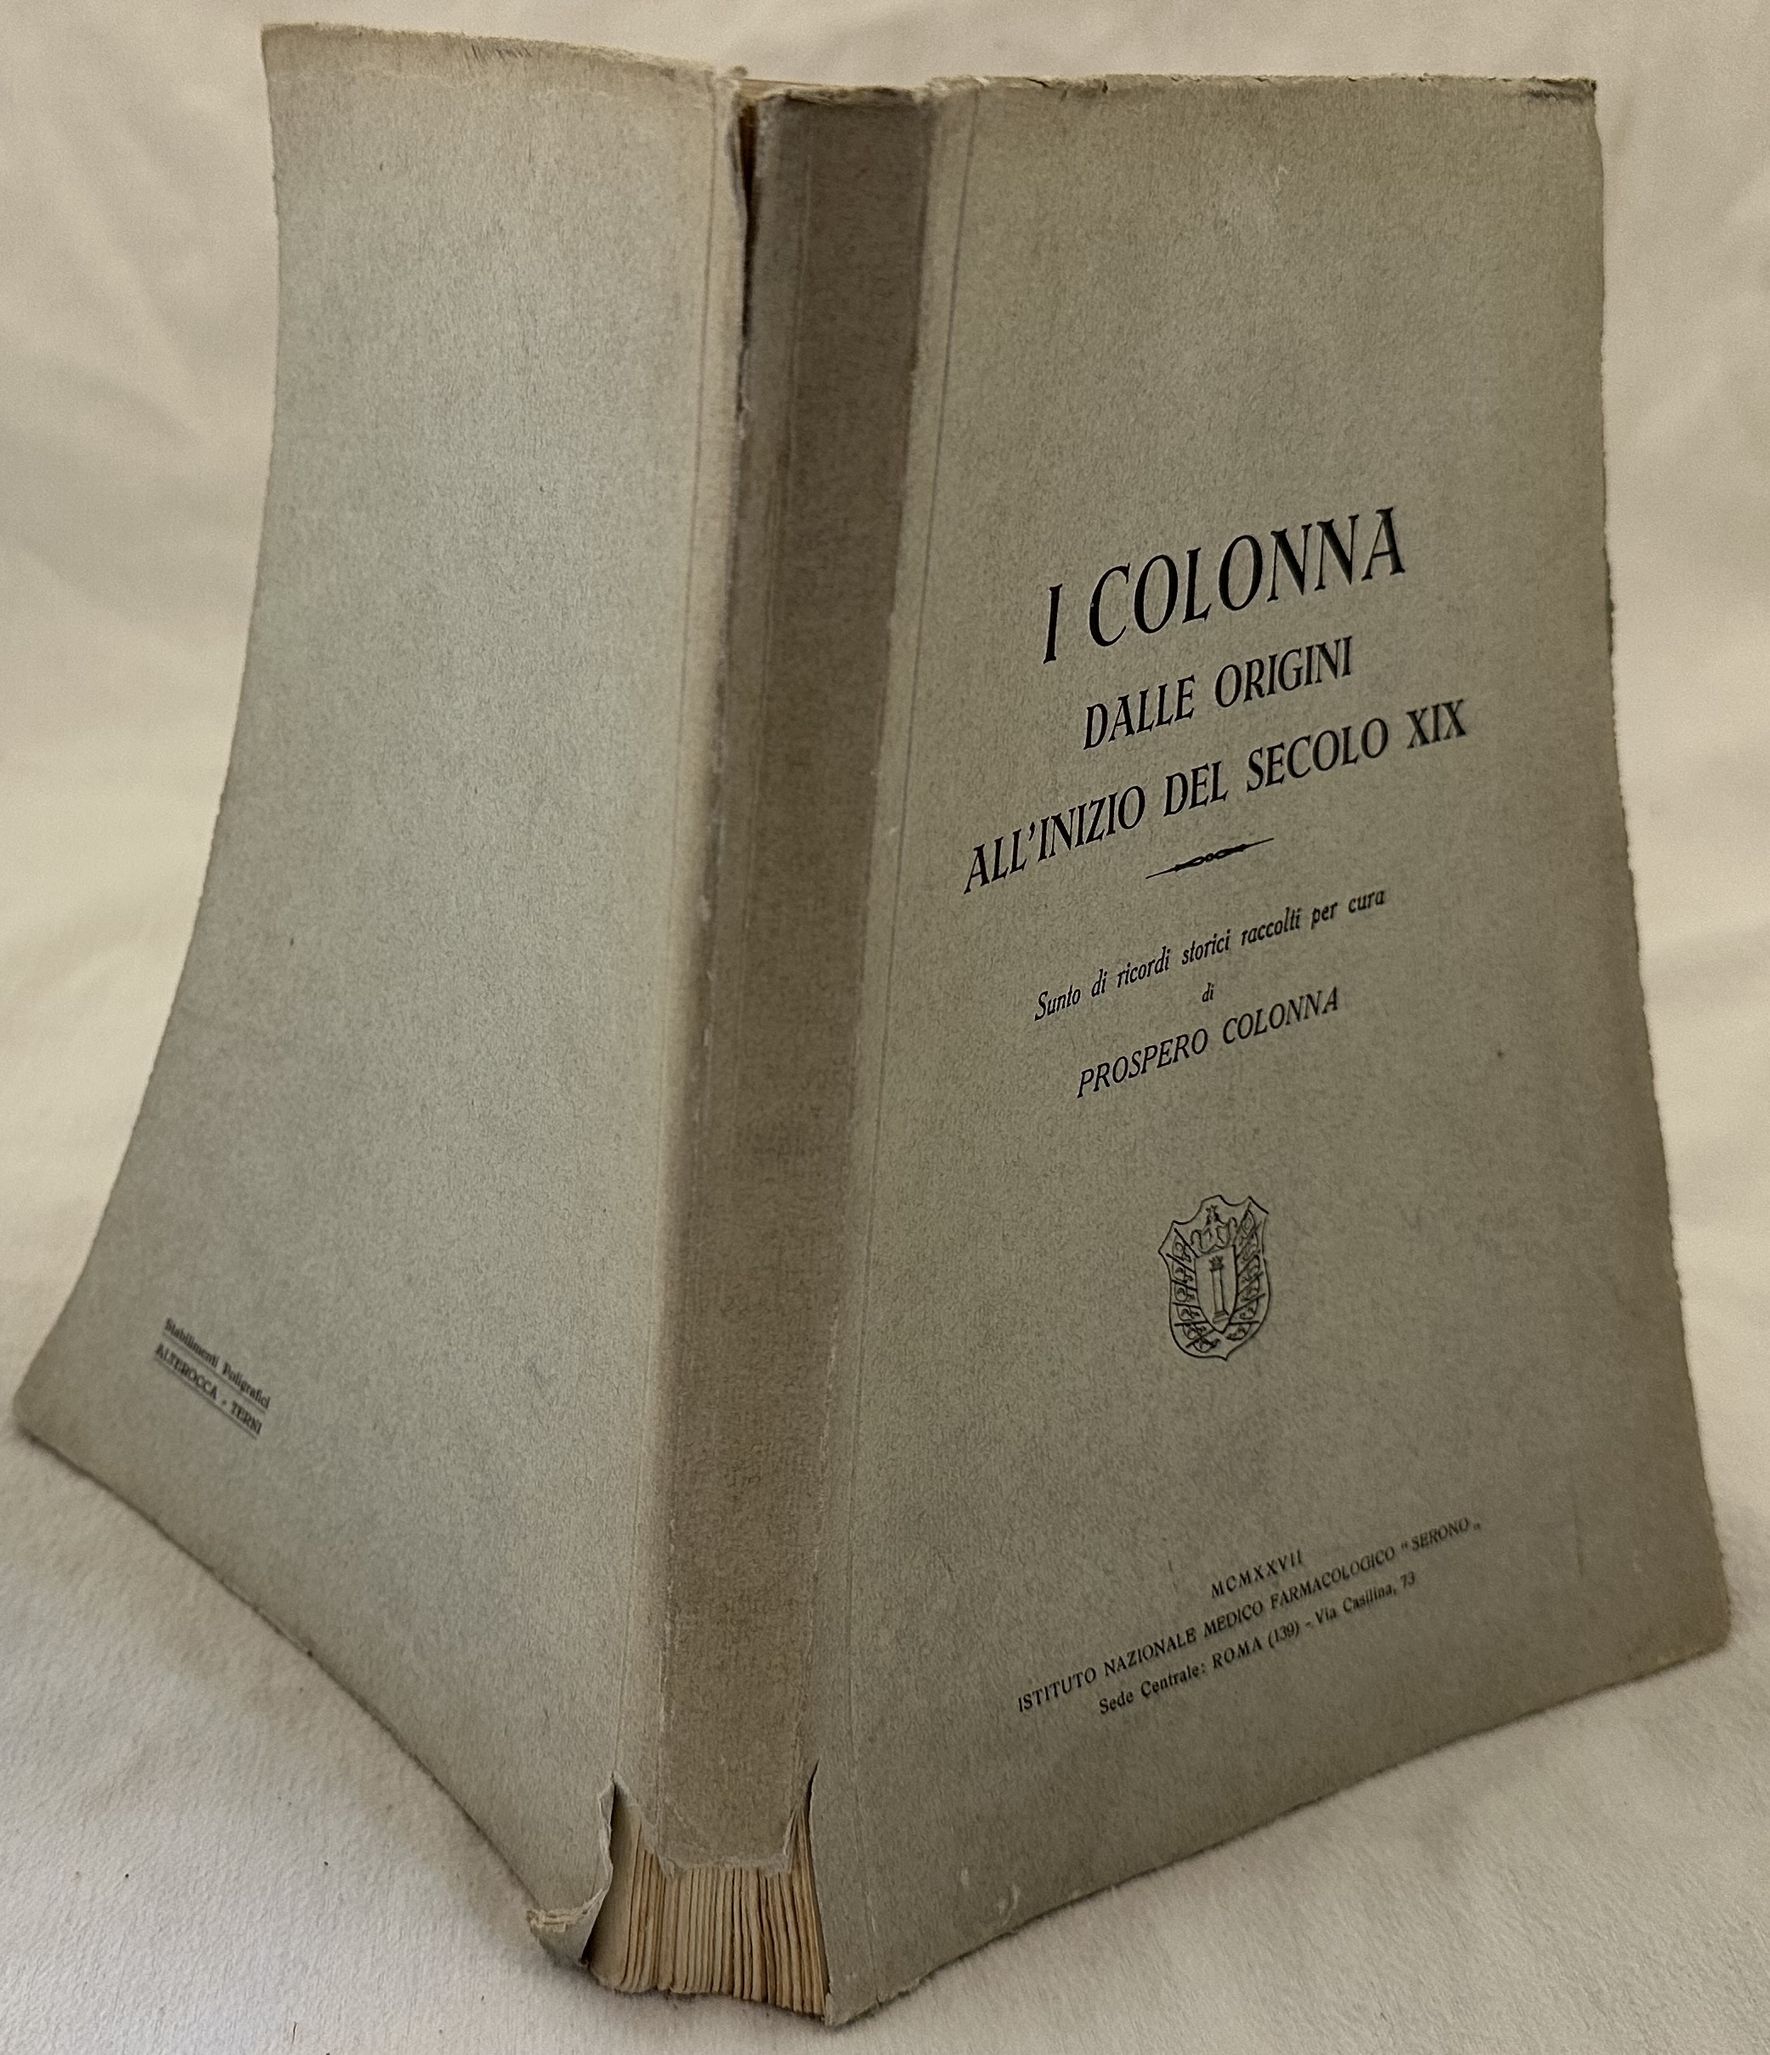 I COLONNA
DALLE ORIGINI
ALL'INIZIO DEL SECOLO XIX
Sunto di ricordi storici raccolti per cura
di
PROSPERO COLONNA
MCMXXVII
ISTITUTO NAZIONALE MEDICO FARMACOLOGICO "SERONO„
Sede Centrale: ROMA (139) - Via Casilina, 73
Stabilimenti Poligrafici
ALTEROCCA - TERNI